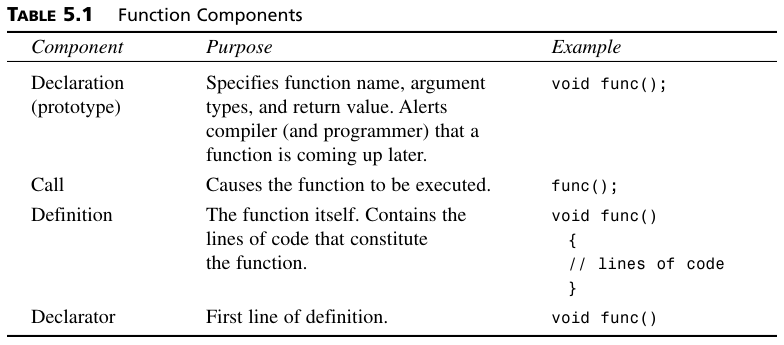 TABLE 5.1 Function Components
Component Purpose Example
Declaration Specifies function name, argument void func();
(prototype) types, and return value. Alerts
compiler (and programmer) that a
function is coming up later.
Call Causes the function to be executed. func();
Definition The function itself. Contains the void func()
lines of code that constitute {
the function. // lines of code
}
Declarator First line of definition. void func()